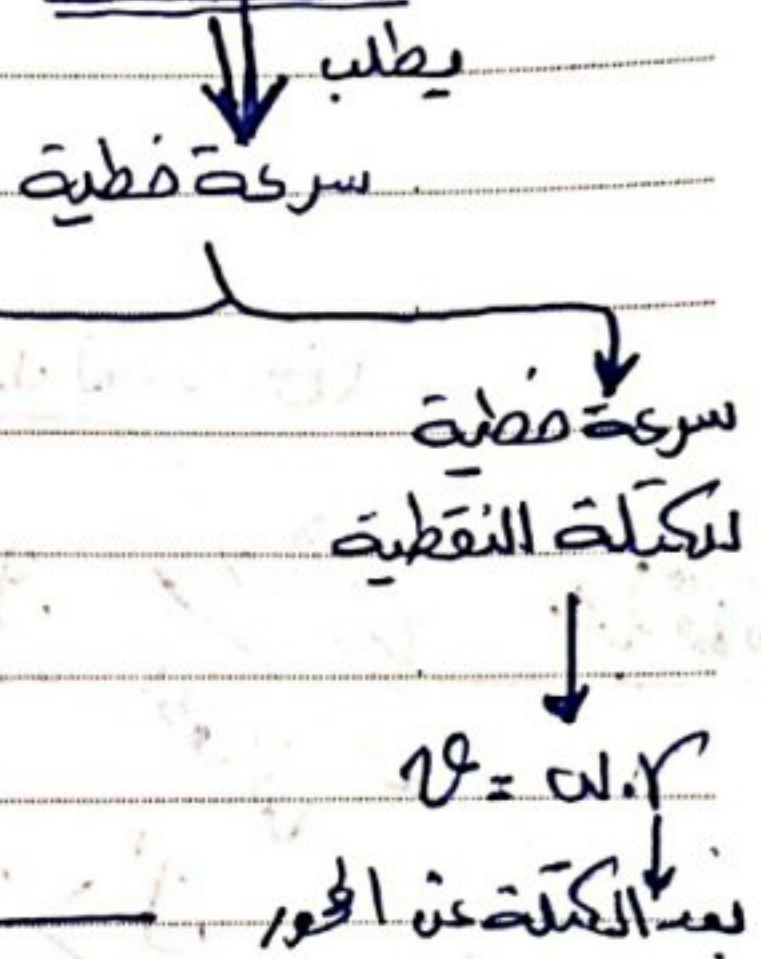 يطلب
سرعة خطية
سرعة خطية
للكتلة النقطية
v = ω.r
بعد الكتلة عن المحور